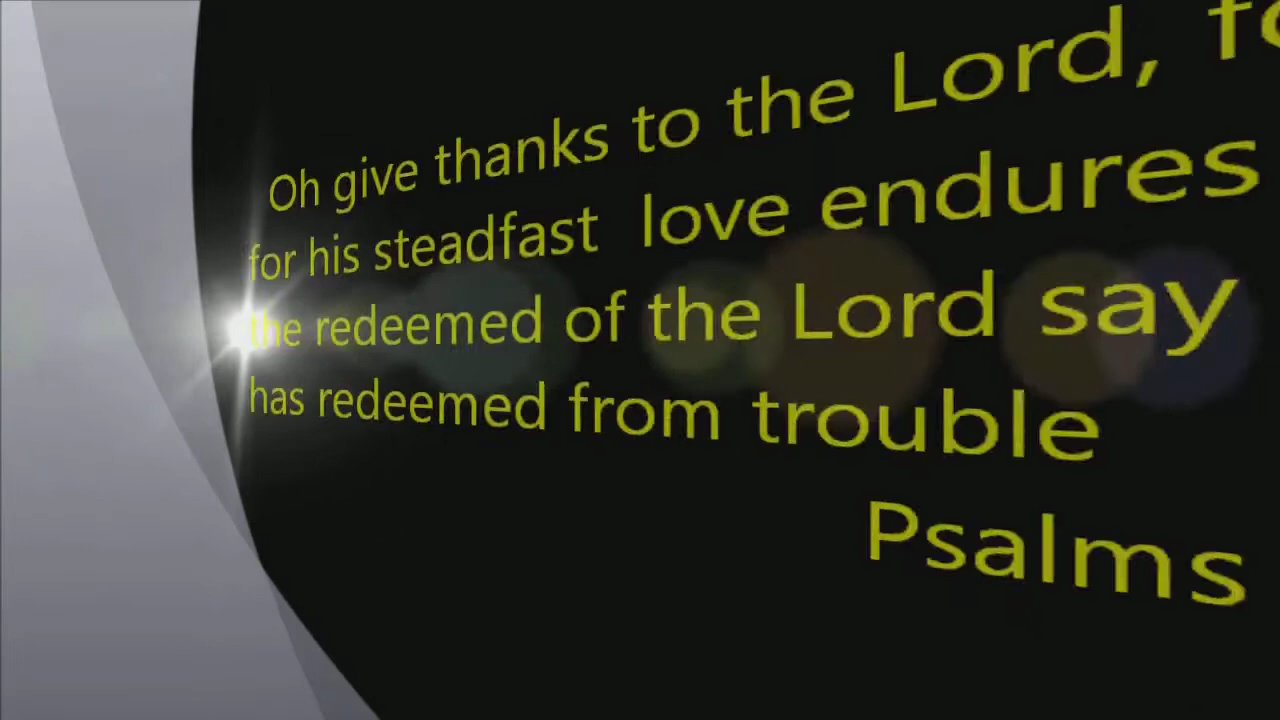 Oh give thanks to the Lord, fo
for his steadfast love endures
the redeemed of the Lord say
has redeemed from trouble
Psalms